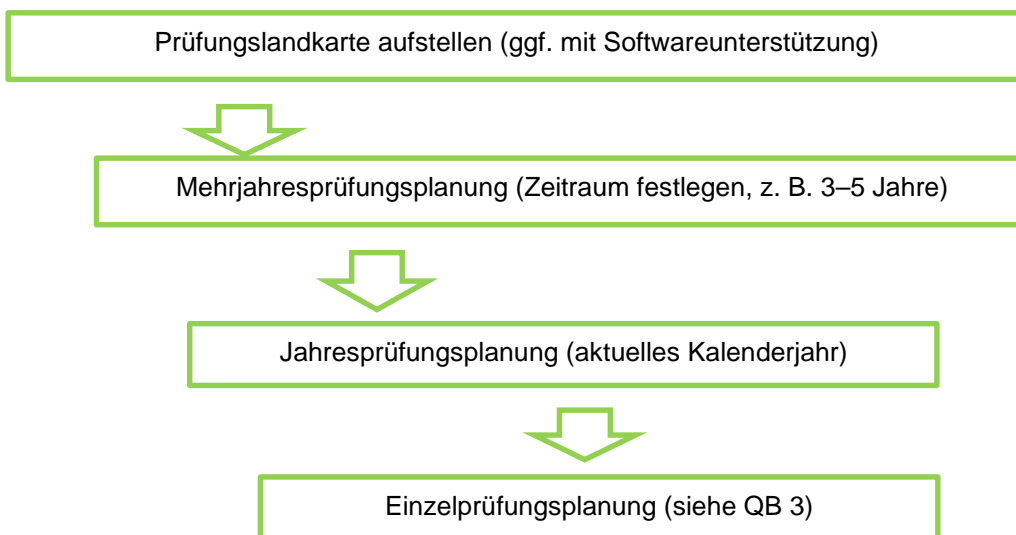 Prüfungslandkarte aufstellen (ggf. mit Softwareunterstützung)
Mehrjahresprüfungsplanung (Zeitraum festlegen, z. B. 3–5 Jahre)
Jahresprüfungsplanung (aktuelles Kalenderjahr)
Einzelprüfungsplanung (siehe QB 3)